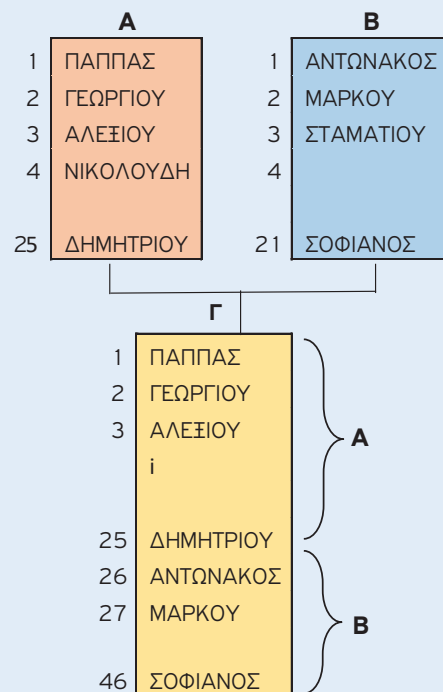 Α
1 ΠΑΠΠΑΣ
2 ΓΕΩΡΓΙΟΥ
3 ΑΛΕΞΙΟΥ
4 ΝΙΚΟΛΟΥΔΗ
25 ΔΗΜΗΤΡΙΟΥ
Β
1 ΑΝΤΩΝΑΚΟΣ
2 ΜΑΡΚΟΥ
3 ΣΤΑΜΑΤΙΟΥ
4
21 ΣΟΦΙΑΝΟΣ
Γ
1 ΠΑΠΠΑΣ
2 ΓΕΩΡΓΙΟΥ
3 ΑΛΕΞΙΟΥ
i
25 ΔΗΜΗΤΡΙΟΥ
Α
26 ΑΝΤΩΝΑΚΟΣ
27 ΜΑΡΚΟΥ
46 ΣΟΦΙΑΝΟΣ
Β